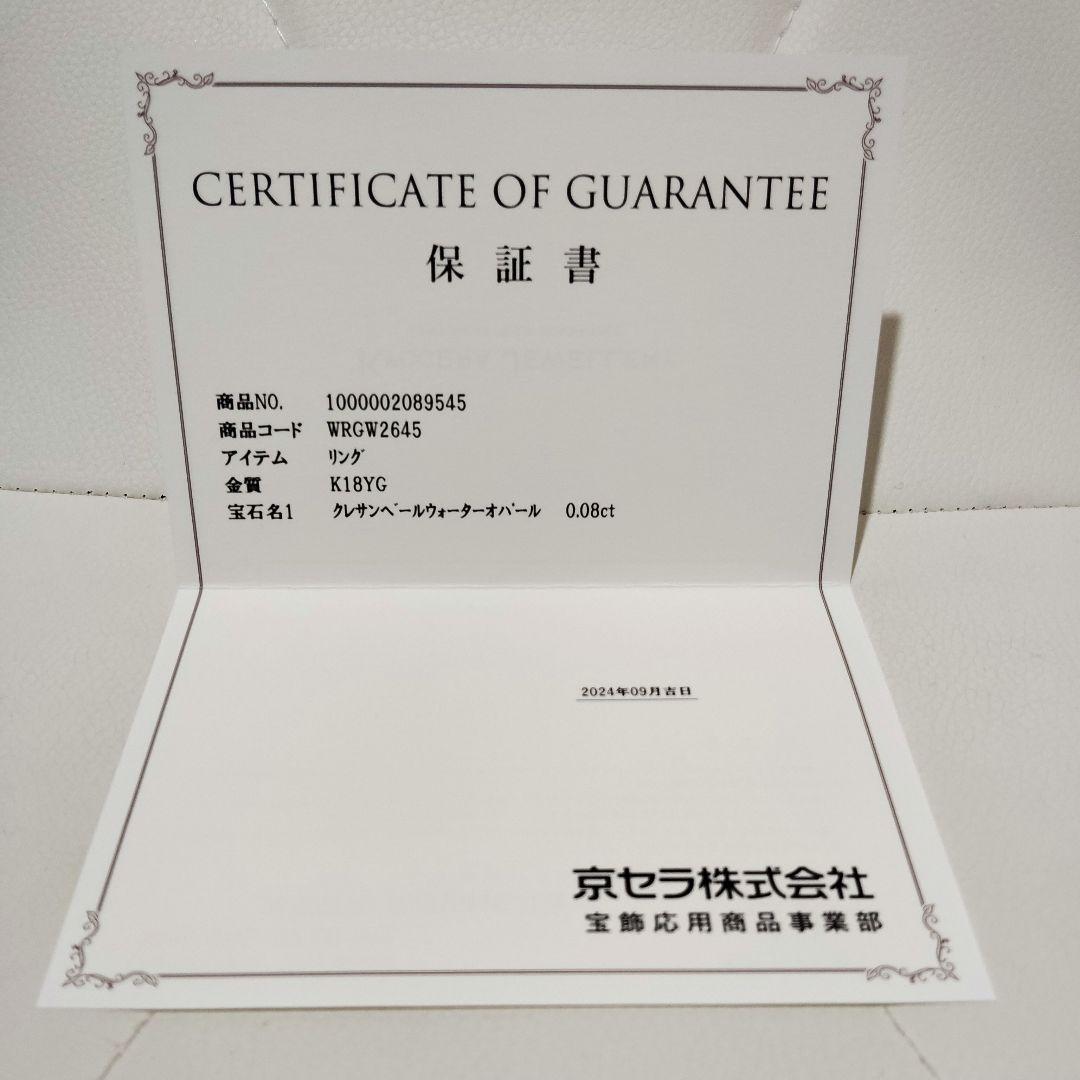 CERTIFICATE OF GUARANTEE
保証書
商品NO. 1000002089545
商品コード WRGW2645
アイテム ﾘﾝｸﾞ
金質 K18YG
宝石名1 ｸﾚｻﾝﾍﾞｰﾙｳｫｰﾀｰｵﾊﾟｰﾙ 0.08ct
2024年09月吉日
京セラ株式会社
宝飾応用商品事業部